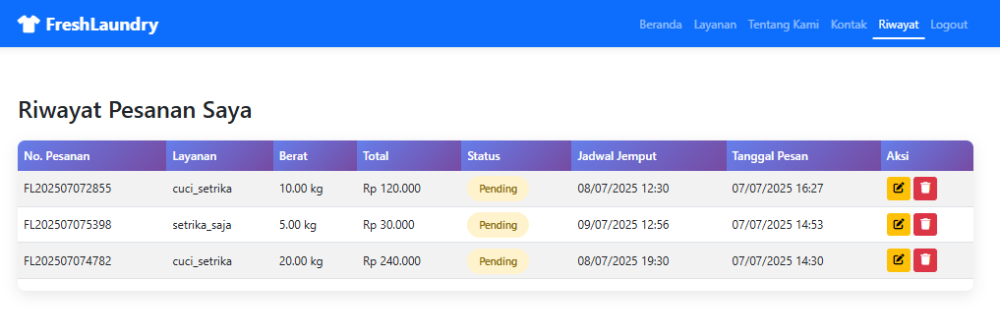 FreshLaundry
Beranda Layanan Tentang Kami Kontak Riwayat Logout
Riwayat Pesanan Saya
No. Pesanan Layanan Berat Total Status Jadwal Jemput Tanggal Pesan Aksi
FL202507072855 cuci_setrika 10.00 kg Rp 120.000 Pending 08/07/2025 12:30 07/07/2025 16:27
FL202507075398 setrika_saja 5.00 kg Rp 30.000 Pending 09/07/2025 12:56 07/07/2025 14:53
FL202507074782 cuci_setrika 20.00 kg Rp 240.000 Pending 08/07/2025 19:30 07/07/2025 14:30